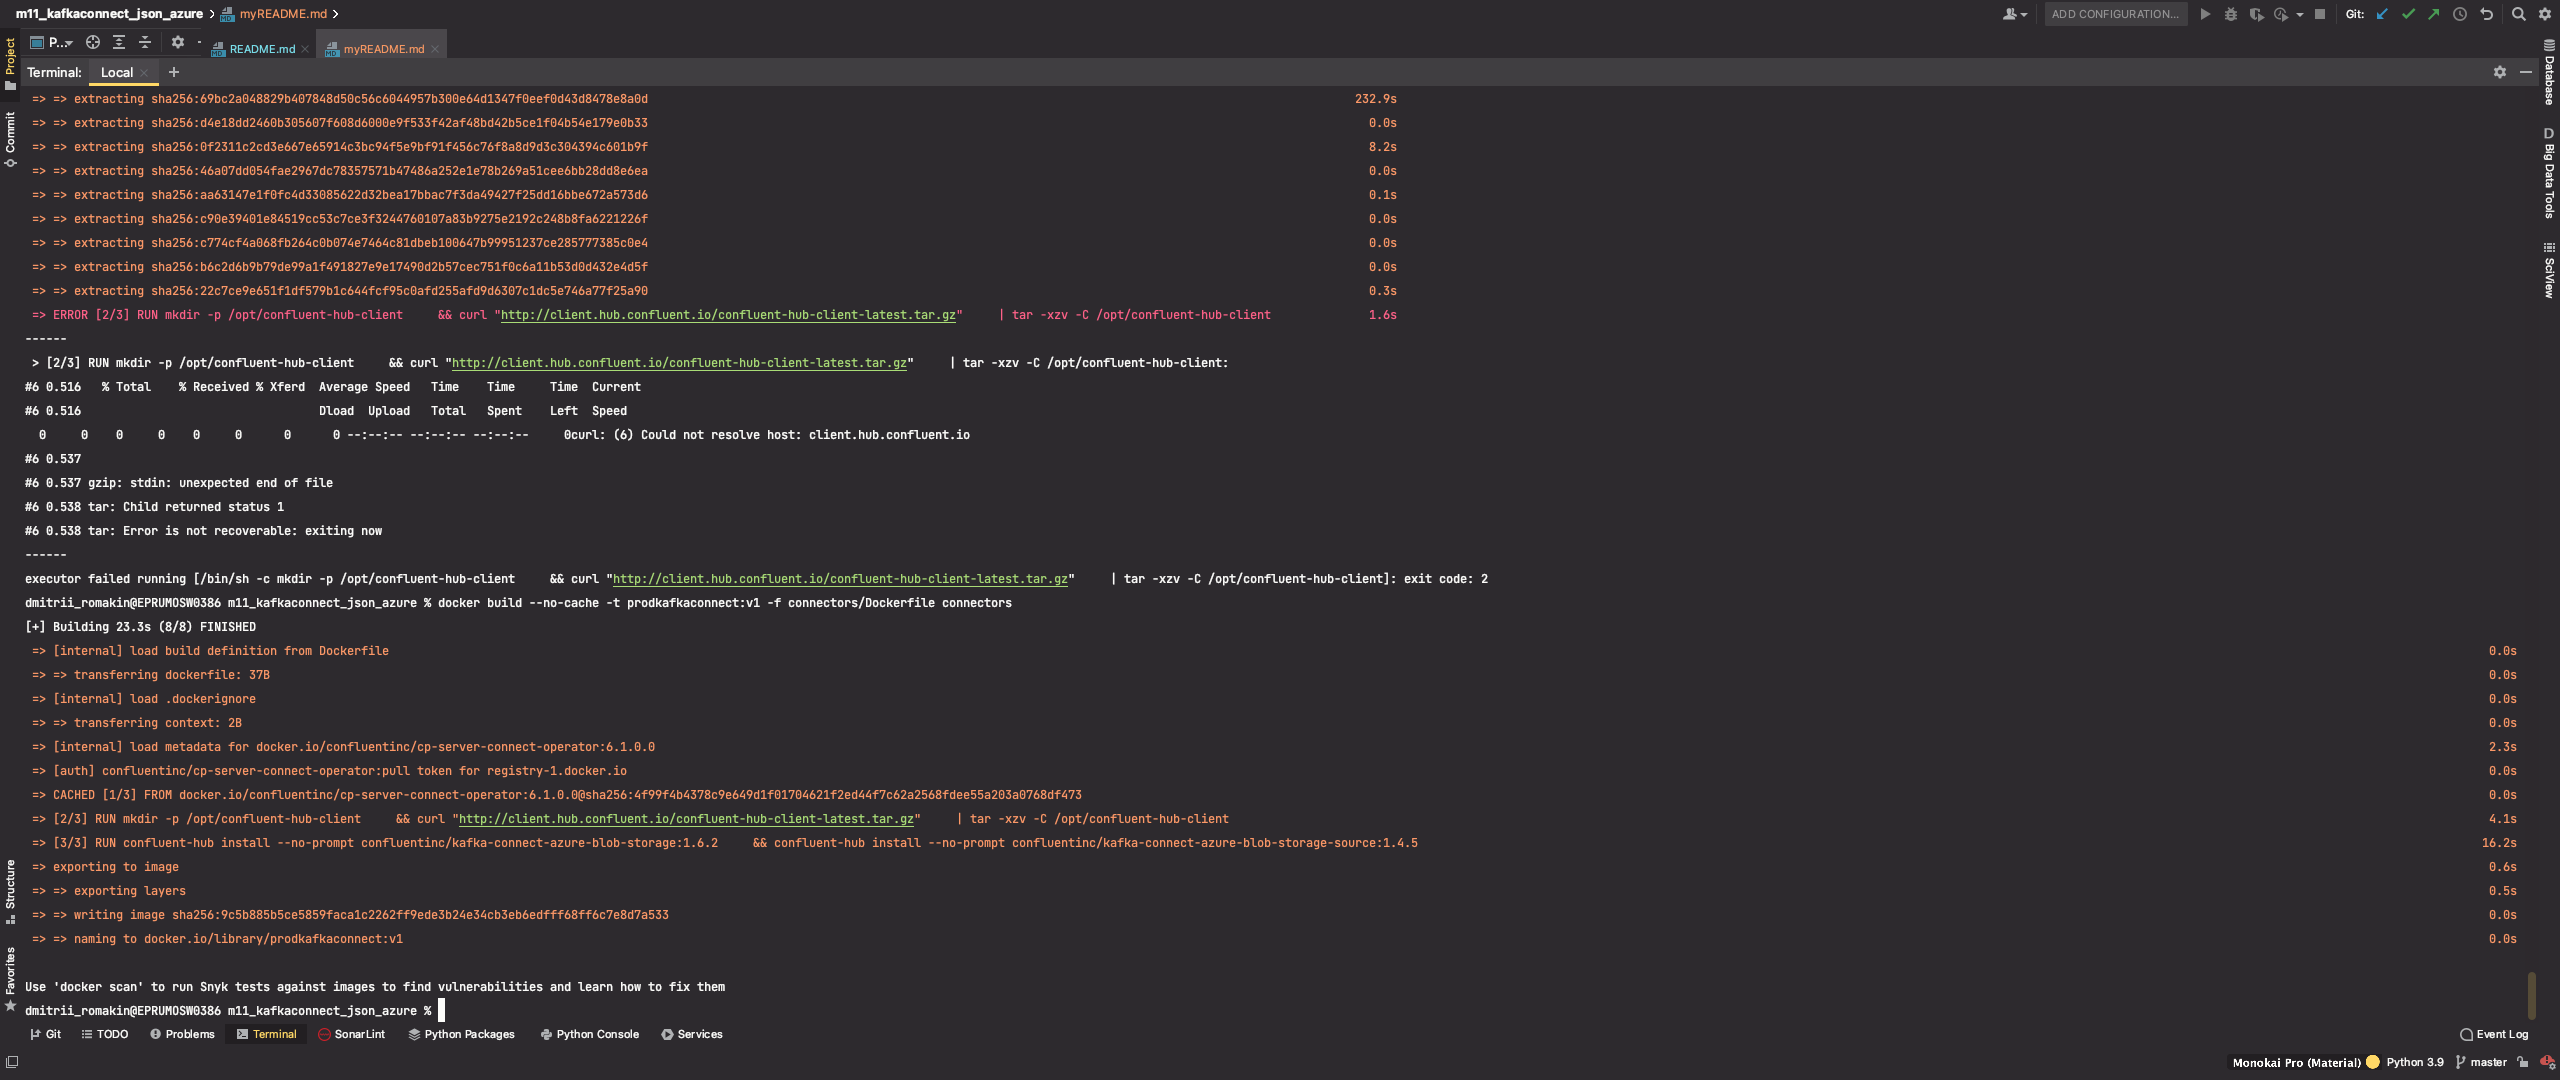 m11_kafkaconnect_json_azure
myREADME.md
ADD CONFIGURATION...
Git:
Project
P...
README.md
myREADME.md
Terminal:
Local
Commit
Database
Big Data Tools
SciView
=> => extracting sha256:69bc2a048829b407848d50c56c6044957b300e64d1347f0eef0d43d8478e8a0d 232.9s
=> => extracting sha256:d4e18dd2460b305607f608d6000e9f533f42af48bd42b5ce1f04b54e179e0b33 0.0s
=> => extracting sha256:0f2311c2cd3e667e65914c3bc94f5e9bf91f456c76f8a8d9d3c304394c601b9f 8.2s
=> => extracting sha256:46a07dd054fae2967dc78357571b47486a252e1e78b269a51cee6bb28dd8e6ea 0.0s
=> => extracting sha256:aa63147e1f0fc4d33085622d32bea17bbac7f3da49427f25dd16bbe672a573d6 0.1s
=> => extracting sha256:c90e39401e84519cc53c7ce3f3244760107a83b9275e2192c248b8fa6221226f 0.0s
=> => extracting sha256:c774cf4a068fb264c0b074e7464c81dbeb100647b99951237ce285777385c0e4 0.0s
=> => extracting sha256:b6c2d6b9b79de99a1f491827e9e17490d2b57cec751f0c6a11b53d0d432e4d5f 0.0s
=> => extracting sha256:22c7ce9e651f1df579b1c644fcf95c0afd255afd9d6307c1dc5e746a77f25a90 0.3s
=> ERROR [2/3] RUN mkdir -p /opt/confluent-hub-client && curl "http://client.hub.confluent.io/confluent-hub-client-latest.tar.gz" | tar -xzv -C /opt/confluent-hub-client 1.6s
------
> [2/3] RUN mkdir -p /opt/confluent-hub-client && curl "http://client.hub.confluent.io/confluent-hub-client-latest.tar.gz" | tar -xzv -C /opt/confluent-hub-client:
#6 0.516 % Total % Received % Xferd Average Speed Time Time Time Current
#6 0.516 Dload Upload Total Spent Left Speed
0 0 0 0 0 0 0 0 --:--:-- --:--:-- --:--:-- 0curl: (6) Could not resolve host: client.hub.confluent.io
#6 0.537
#6 0.537 gzip: stdin: unexpected end of file
#6 0.538 tar: Child returned status 1
#6 0.538 tar: Error is not recoverable: exiting now
------
executor failed running [/bin/sh -c mkdir -p /opt/confluent-hub-client && curl "http://client.hub.confluent.io/confluent-hub-client-latest.tar.gz" | tar -xzv -C /opt/confluent-hub-client]: exit code: 2
dmitrii_romakin@EPRUMOSW0386 m11_kafkaconnect_json_azure % docker build --no-cache -t prodkafkaconnect:v1 -f connectors/Dockerfile connectors
[+] Building 23.3s (8/8) FINISHED
=> [internal] load build definition from Dockerfile 0.0s
=> => transferring dockerfile: 37B 0.0s
=> [internal] load .dockerignore 0.0s
=> => transferring context: 2B 0.0s
=> [internal] load metadata for docker.io/confluentinc/cp-server-connect-operator:6.1.0.0 2.3s
=> [auth] confluentinc/cp-server-connect-operator:pull token for registry-1.docker.io 0.0s
=> CACHED [1/3] FROM docker.io/confluentinc/cp-server-connect-operator:6.1.0.0@sha256:4f99f4b4378c9e649d1f01704621f2ed44f7c62a2568fdee55a203a0768df473 0.0s
=> [2/3] RUN mkdir -p /opt/confluent-hub-client && curl "http://client.hub.confluent.io/confluent-hub-client-latest.tar.gz" | tar -xzv -C /opt/confluent-hub-client 4.1s
=> [3/3] RUN confluent-hub install --no-prompt confluentinc/kafka-connect-azure-blob-storage:1.6.2 && confluent-hub install --no-prompt confluentinc/kafka-connect-azure-blob-storage-source:1.4.5 16.2s
=> exporting to image 0.6s
=> => exporting layers 0.5s
=> => writing image sha256:9c5b885b5ce5859faca1c2262ff9ede3b24e34cb3eb6edfff68ff6c7e8d7a533 0.0s
=> => naming to docker.io/library/prodkafkaconnect:v1 0.0s
Structure
Favorites
Use 'docker scan' to run Snyk tests against images to find vulnerabilities and learn how to fix them
dmitrii_romakin@EPRUMOSW0386 m11_kafkaconnect_json_azure %
Git
TODO
Problems
Terminal
SonarLint
Python Packages
Python Console
Services
Event Log
Monokai Pro (Material)
Python 3.9
master